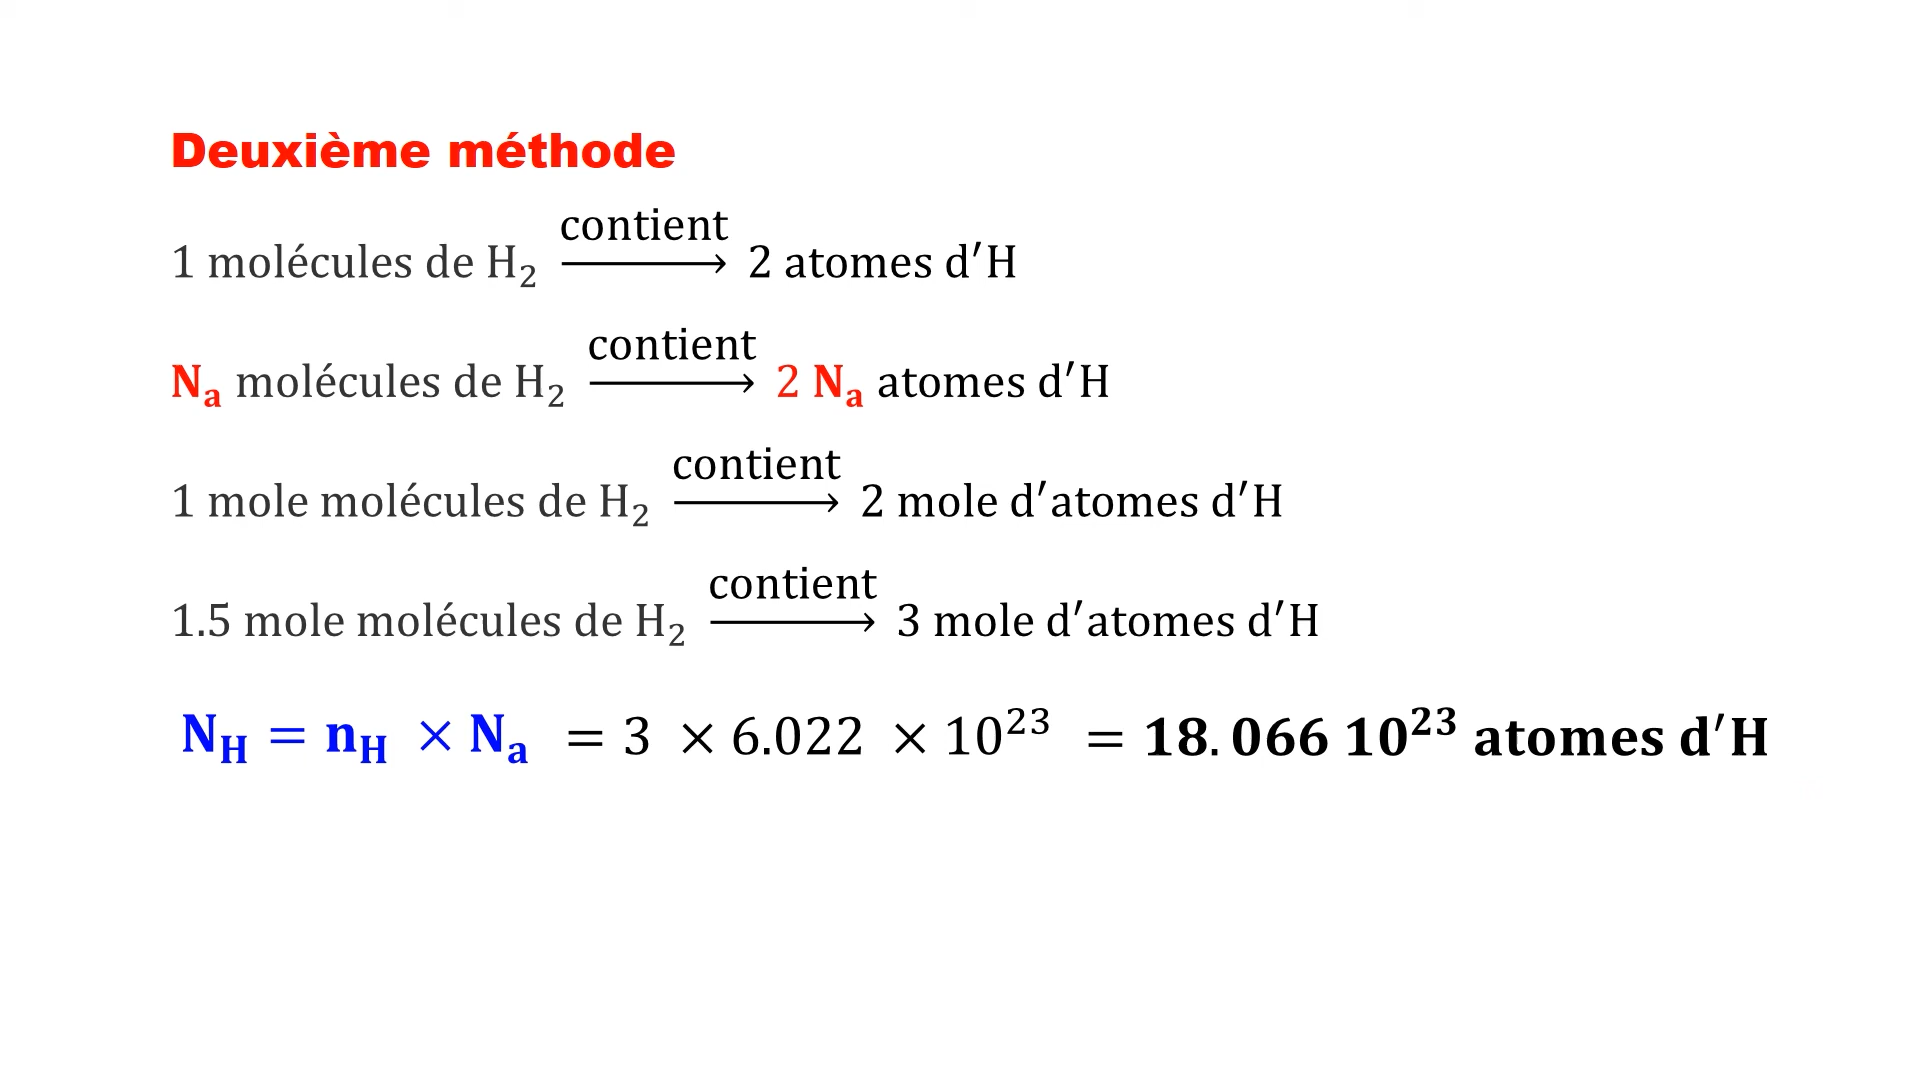 Deuxième méthode
1 molécules de H₂ contient⟶ 2 atomes d′H
Nₐ molécules de H₂ contient⟶ 2 Nₐ atomes d′H
1 mole molécules de H₂ contient⟶ 2 mole d′atomes d′H
1.5 mole molécules de H₂ contient⟶ 3 mole d′atomes d′H
N_H = n_H × Nₐ = 3 × 6.022 × 10²³ = 18.066 10²³ atomes d′H